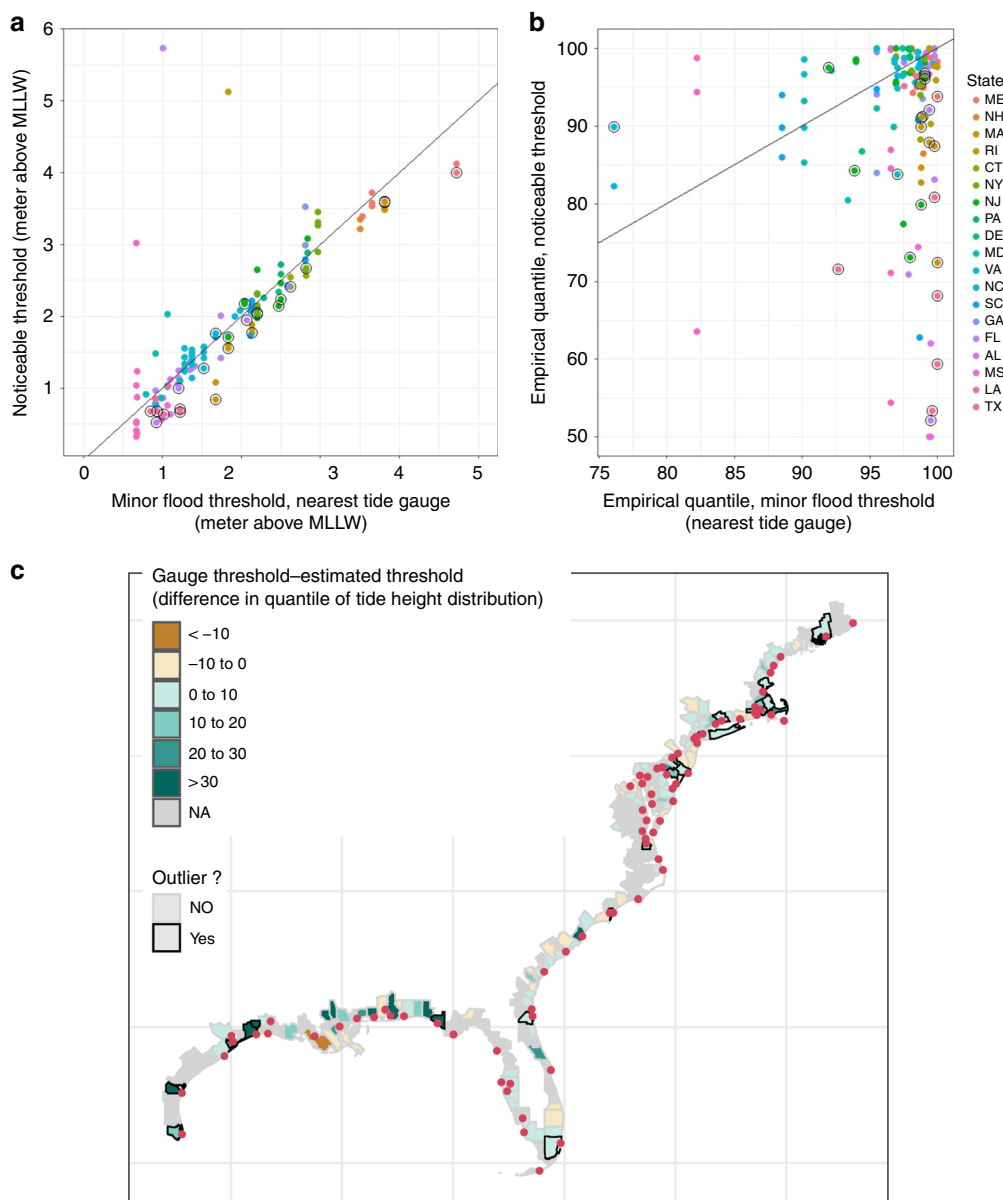 a
6
5
4
3
2
1
Noticeable threshold (meter above MLLW)
0 1 2 3 4 5
Minor flood threshold, nearest tide gauge
(meter above MLLW)
b
100
90
80
70
60
50
Empirical quantile, noticeable threshold
75 80 85 90 95 100
Empirical quantile, minor flood threshold
(nearest tide gauge)
State
ME
NH
MA
RI
CT
NY
NJ
PA
DE
MD
VA
NC
SC
GA
FL
AL
MS
LA
TX
c
Gauge threshold–estimated threshold
(difference in quantile of tide height distribution)
< –10
–10 to 0
0 to 10
10 to 20
20 to 30
>30
NA
Outlier ?
NO
Yes